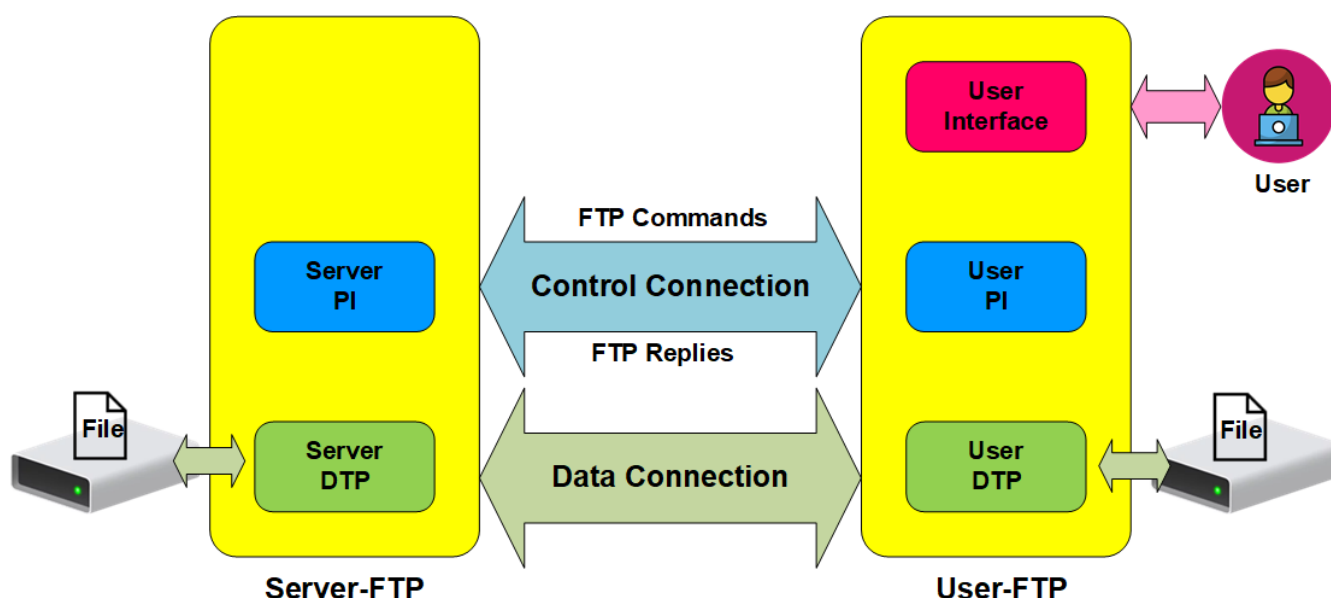 User
Interface
User
FTP Commands
Server
PI
Control Connection
User
PI
FTP Replies
File
File
Server
DTP
Data Connection
User
DTP
Server-FTP
User-FTP